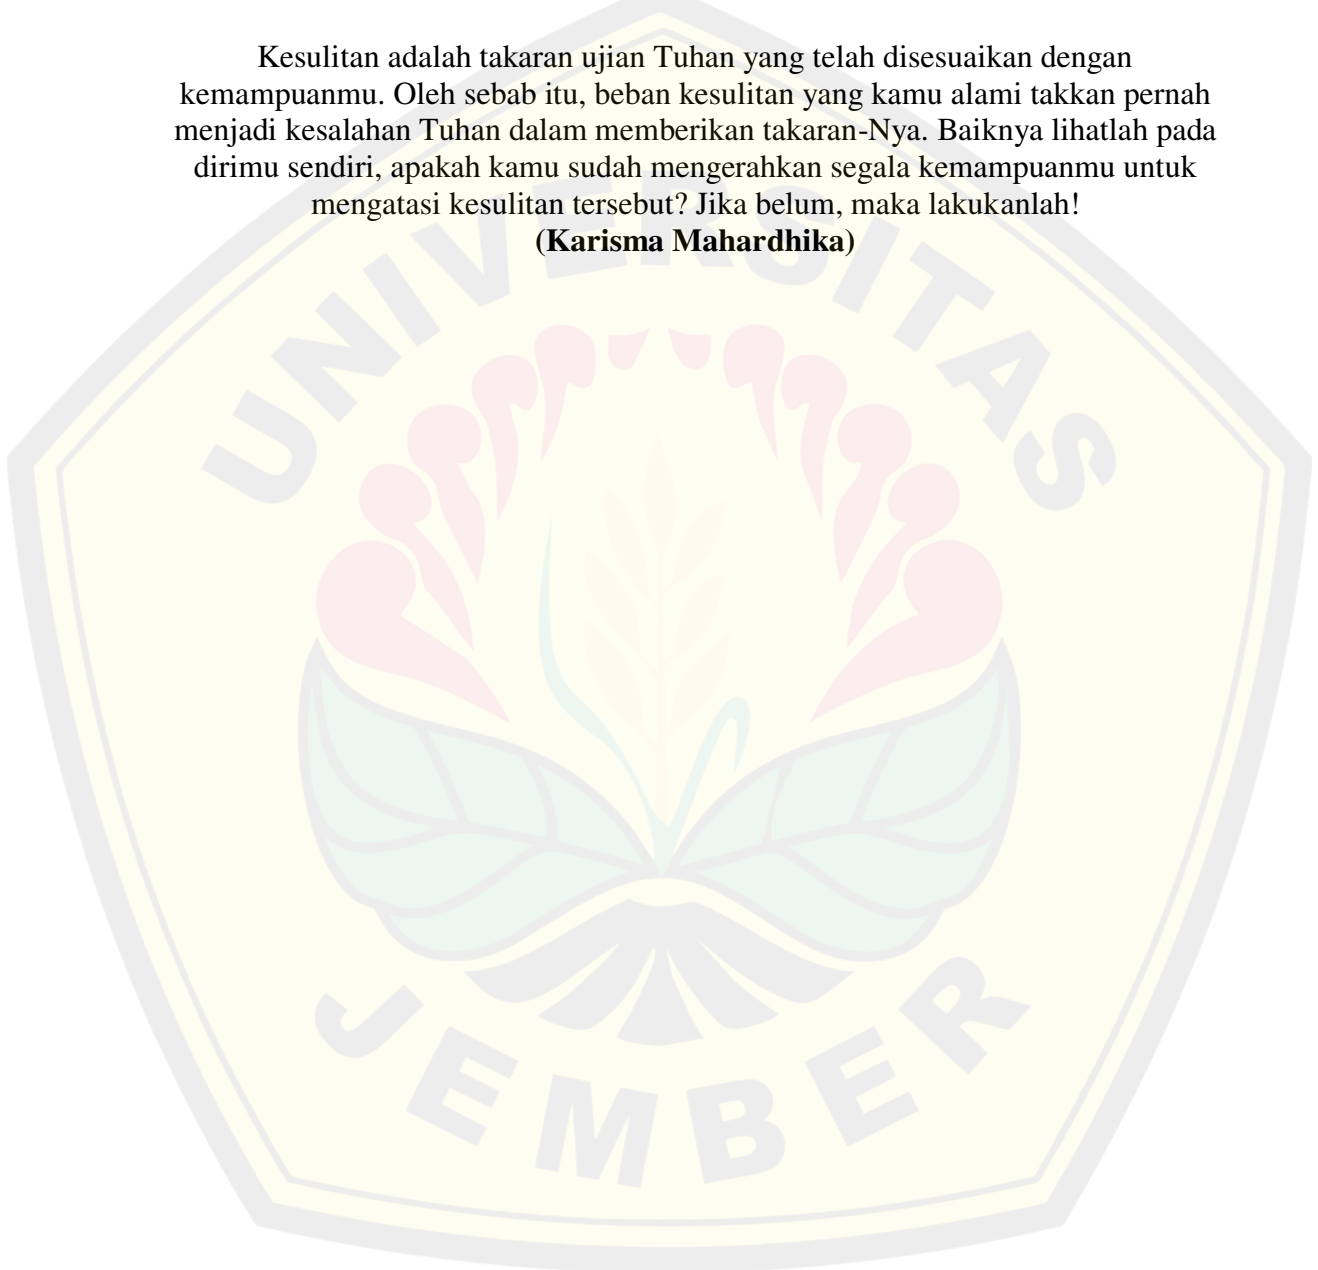 Kesulitan adalah takaran ujian Tuhan yang telah disesuaikan dengan
kemampuanmu. Oleh sebab itu, beban kesulitan yang kamu alami takkan pernah
menjadi kesalahan Tuhan dalam memberikan takaran-Nya. Baiknya lihatlah pada
dirimu sendiri, apakah kamu sudah mengerahkan segala kemampuanmu untuk
mengatasi kesulitan tersebut? Jika belum, maka lakukanlah!
(Karisma Mahardhika)
UNIVERSITAS
JEMBER